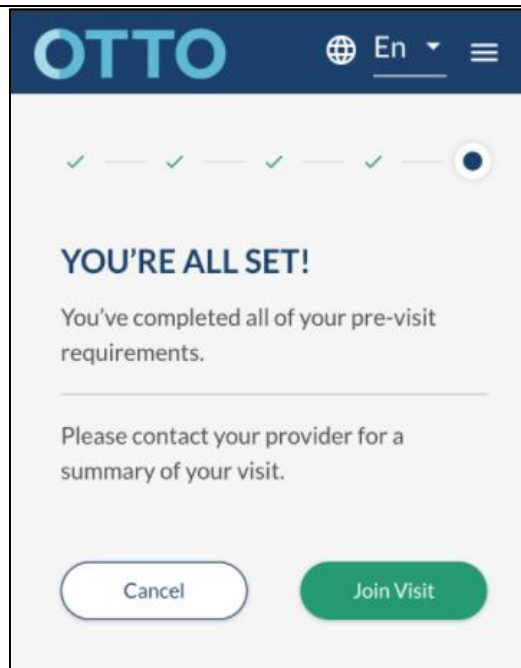 OTTO
En
YOU’RE ALL SET!
You’ve completed all of your pre-visit
requirements.
Please contact your provider for a
summary of your visit.
Cancel
Join Visit